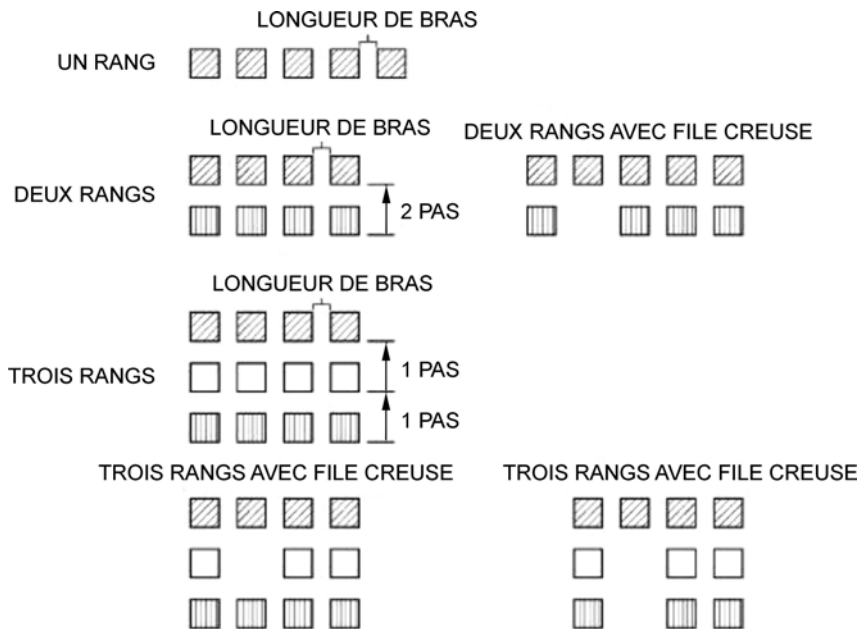 LONGUEUR DE BRAS
UN RANG
LONGUEUR DE BRAS
DEUX RANGS AVEC FILE CREUSE
DEUX RANGS
2 PAS
LONGUEUR DE BRAS
TROIS RANGS
1 PAS
1 PAS
TROIS RANGS AVEC FILE CREUSE
TROIS RANGS AVEC FILE CREUSE